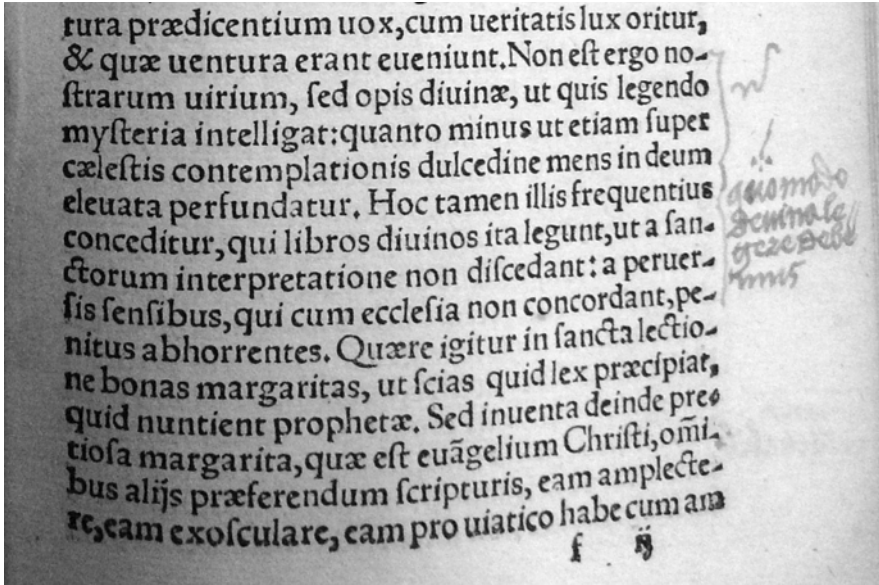 tura prædicentium uox,cum ueritatis lux oritur,
& quæ uentura erant eueniunt.Non eſt ergo no-
ſtrarum uirium, ſed opis diuinæ, ut quis legendo
myſteria intelligat:quanto minus ut etiam ſuper
cæleſtis contemplationis dulcedine mens in deum
eleuata perfundatur. Hoc tamen illis frequentius
conceditur,qui libros diuinos ita legunt,ut a ſan-
ctorum interpretatione non diſcedant: a peruer-
ſis ſenſibus,qui cum eccleſia non concordant,pe-
nitus abhorrentes. Quære igitur in ſancta lectio-
ne bonas margaritas, ut ſcias quid lex præcipiat,
quid nuntient prophetæ. Sed inuenta deinde pre-
tioſa margarita,quæ eſt euãgelium Chriſti,om̃i-
bus alijs præferendum ſcripturis, eam amplecte-
re,eam exoſculare, eam pro uiatico habe cum am
f ij
quomodo